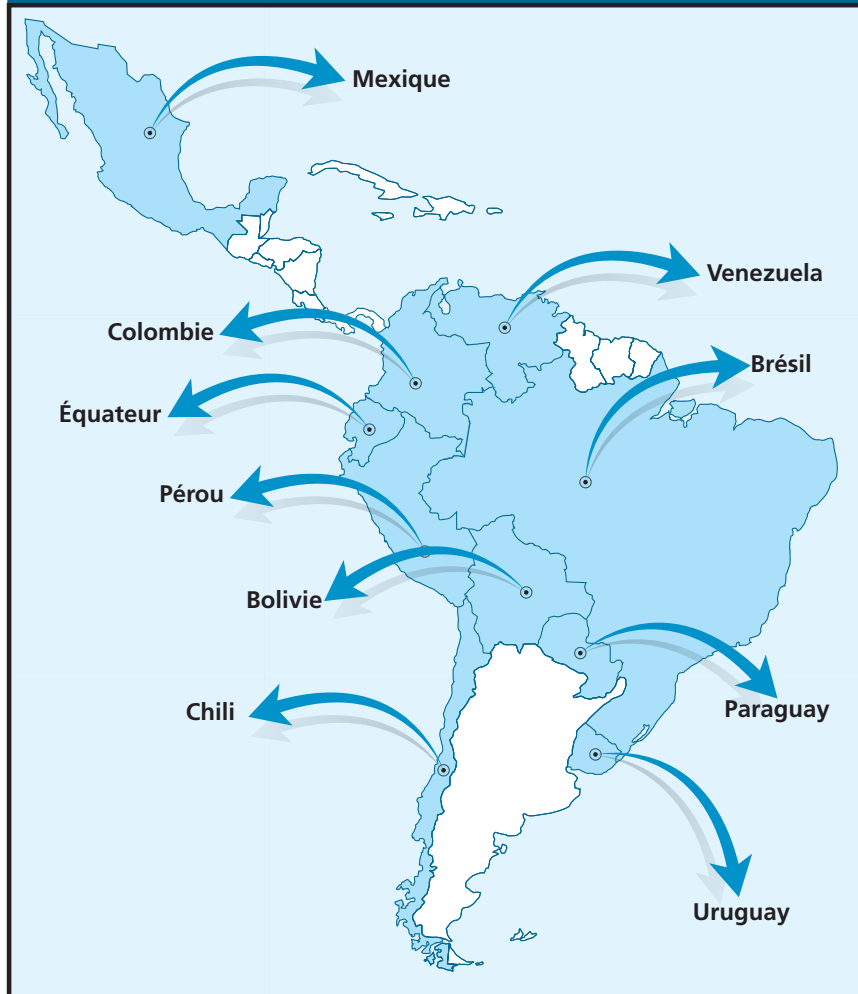 Mexique
Venezuela
Colombie
Brésil
Équateur
Pérou
Bolivie
Chili
Paraguay
Uruguay